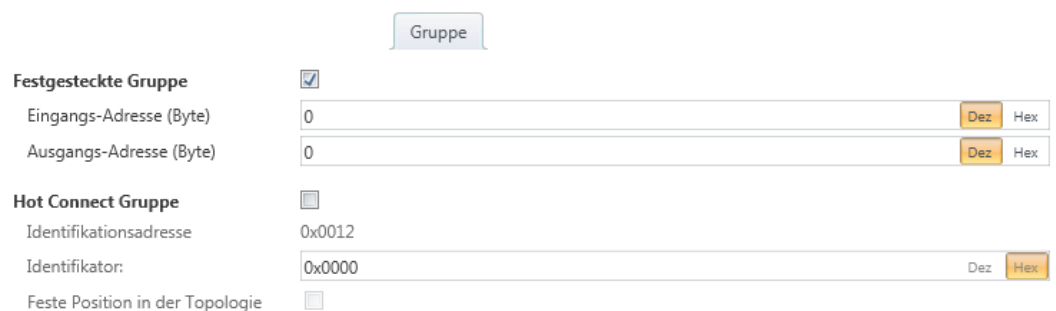 Gruppe
Festgesteckte Gruppe
Eingangs-Adresse (Byte) 0 Dez Hex
Ausgangs-Adresse (Byte) 0 Dez Hex
Hot Connect Gruppe
Identifikationsadresse 0x0012
Identifikator: 0x0000 Dez Hex
Feste Position in der Topologie